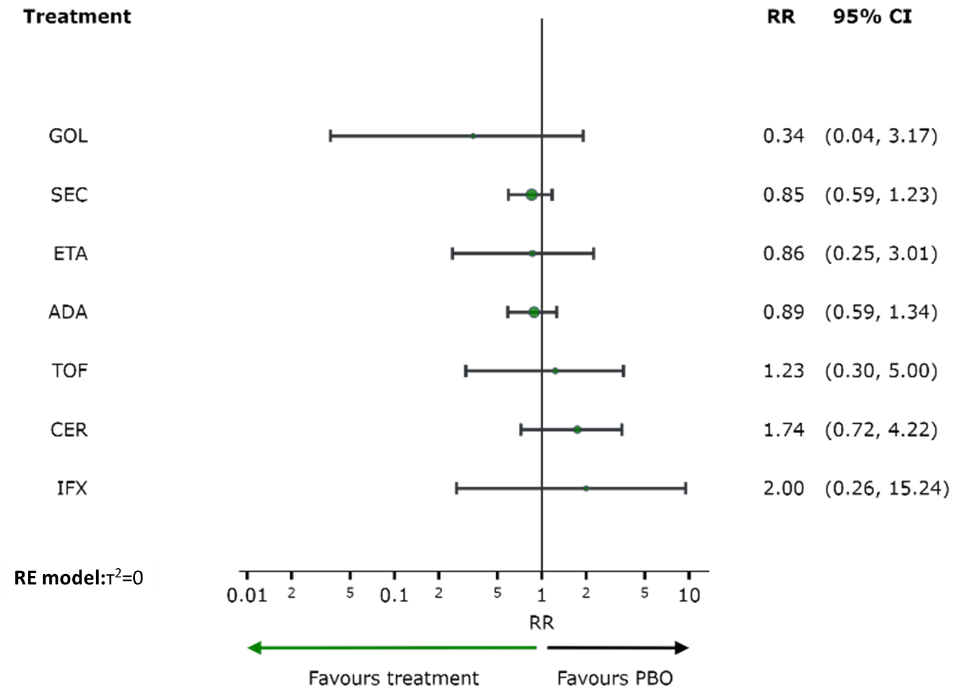 Treatment RR 95% CI
GOL 0.34 (0.04, 3.17)
SEC 0.85 (0.59, 1.23)
ETA 0.86 (0.25, 3.01)
ADA 0.89 (0.59, 1.34)
TOF 1.23 (0.30, 5.00)
CER 1.74 (0.72, 4.22)
IFX 2.00 (0.26, 15.24)
RE model:τ²=0
0.01 2 5 0.1 2 5 1 2 5 10
RR
Favours treatment Favours PBO